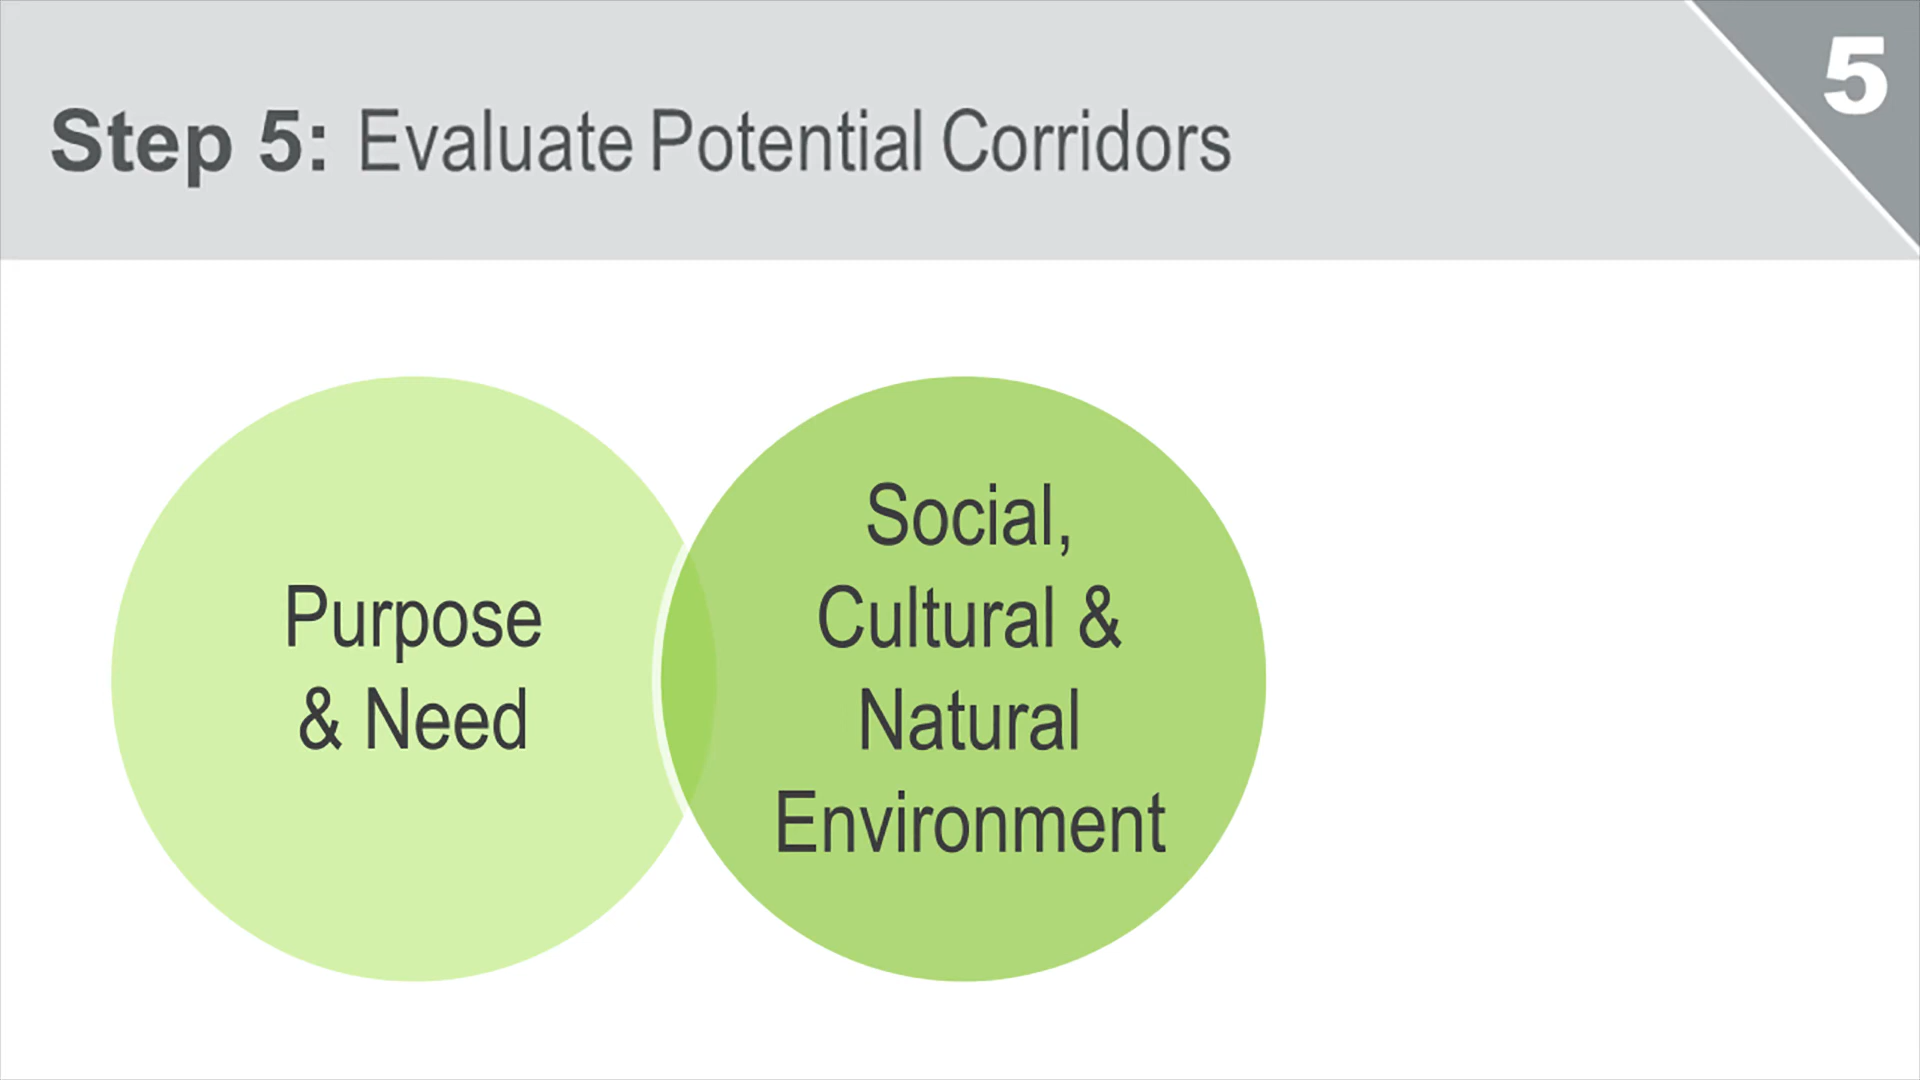 5
Step 5: Evaluate Potential Corridors
Purpose
& Need
Social,
Cultural &
Natural
Environment